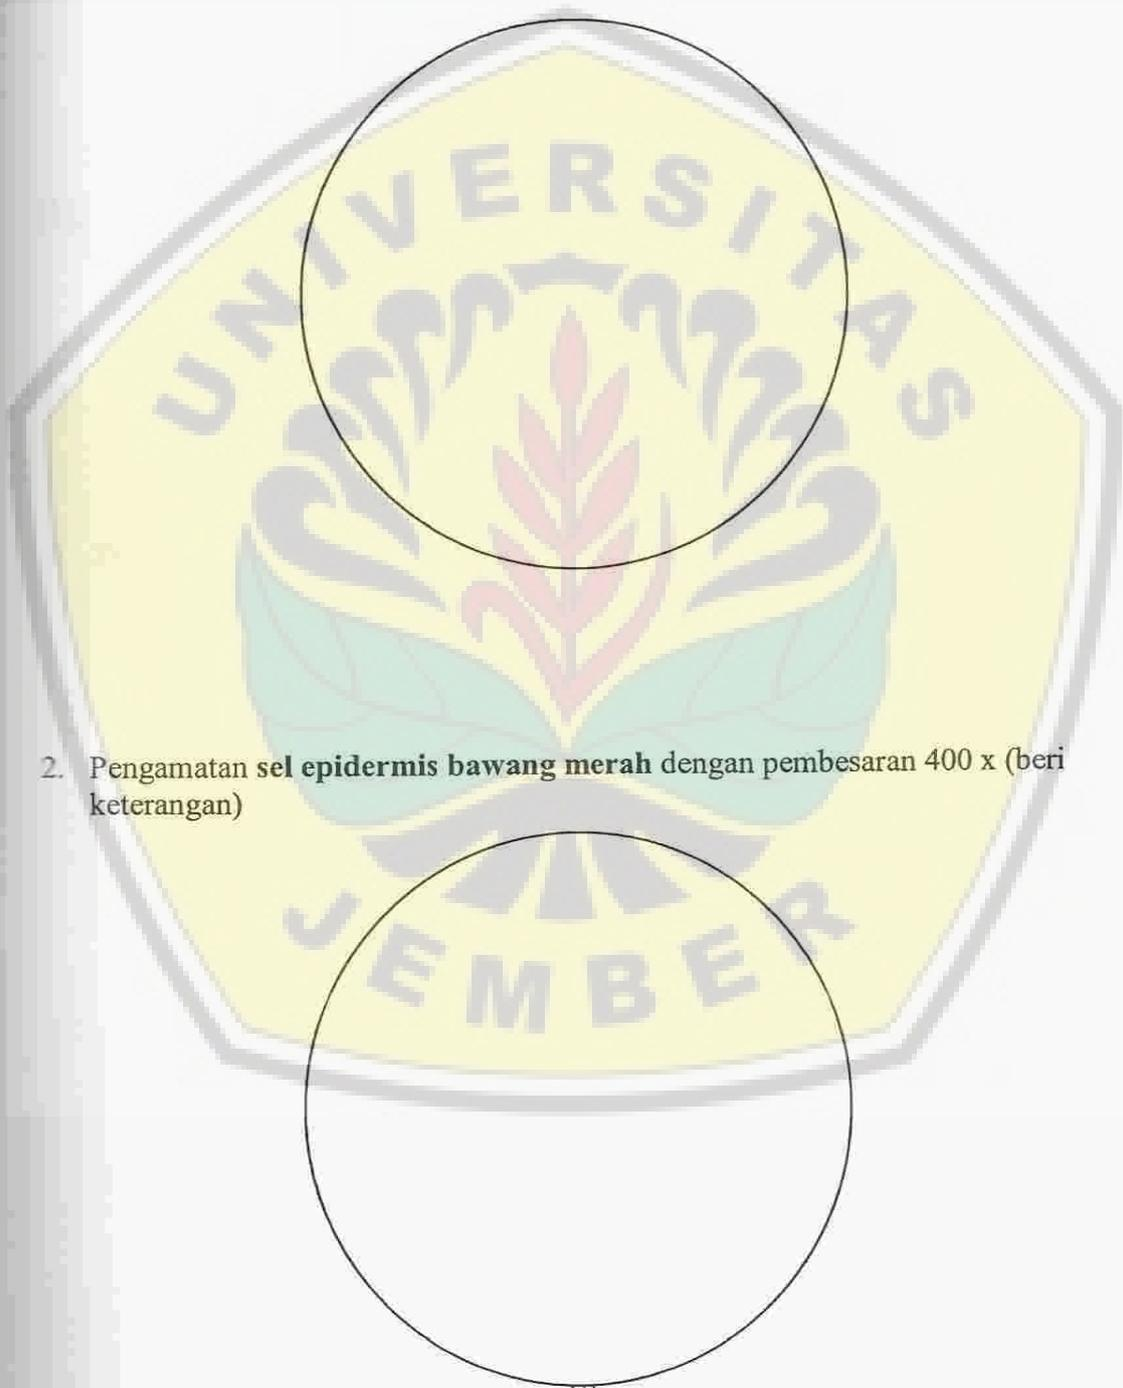 UNIVERSITAS
2. Pengamatan sel epidermis bawang merah dengan pembesaran 400 x (beri
keterangan)
JEMBER